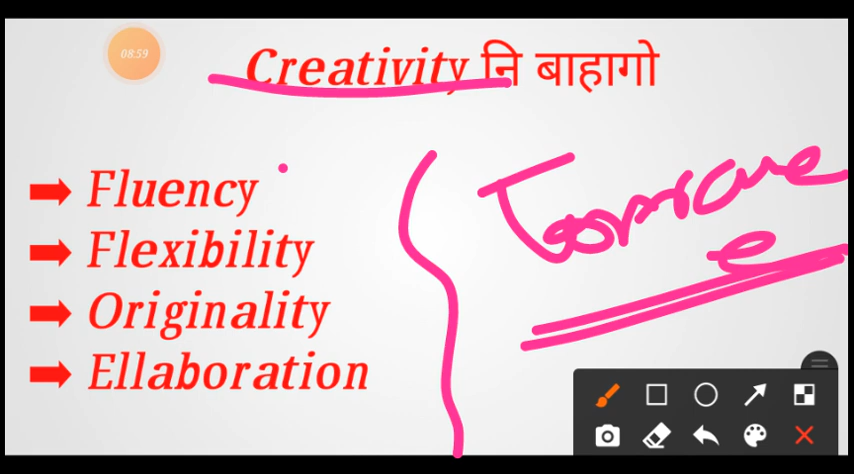 08:59
Creativity नि बाहागो
Fluency
Flexibility
Originality
Ellaboration